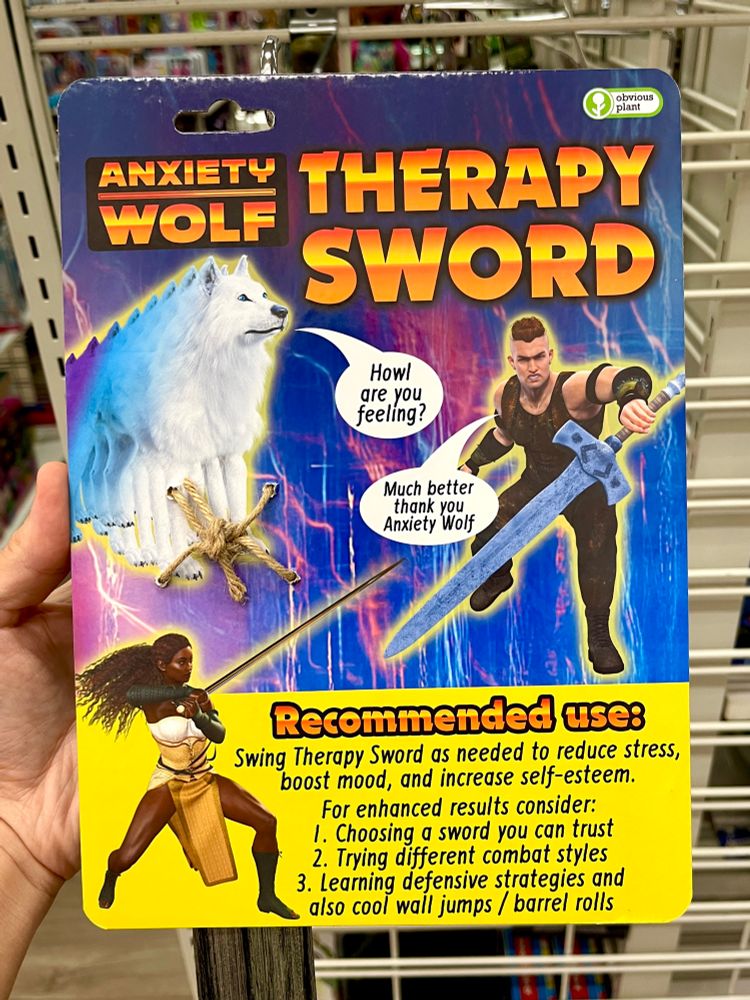 obvious
plant
ANXIETY
WOLF
THERAPY
SWORD
Howl
are you
feeling?
Much better
thank you
Anxiety Wolf
Recommended use:
Swing Therapy Sword as needed to reduce stress,
boost mood, and increase self-esteem.
For enhanced results consider:
1. Choosing a sword you can trust
2. Trying different combat styles
3. Learning defensive strategies and
also cool wall jumps / barrel rolls